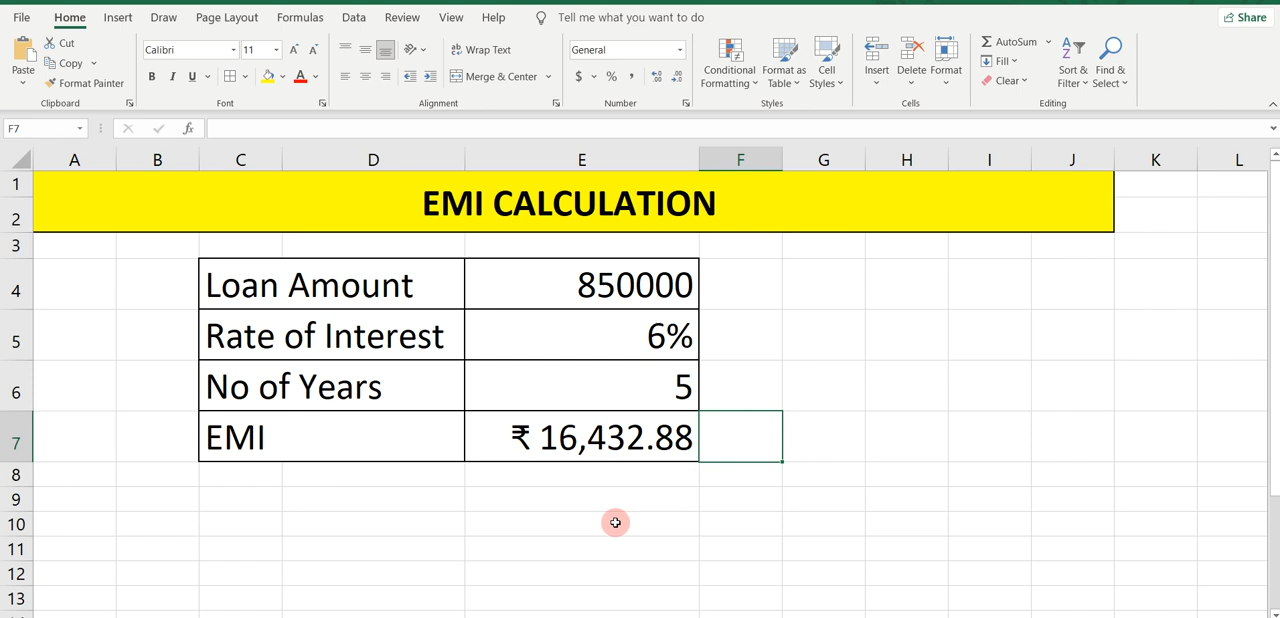 File Home Insert Draw Page Layout Formulas Data Review View Help Tell me what you want to do Share
Paste Cut Copy Format Painter Clipboard
Calibri 11 B I U A Font
Wrap Text Merge & Center Alignment
General $ % , Number
Conditional Formatting Format as Table Cell Styles Styles
Insert Delete Format Cells
AutoSum Fill Clear Sort & Filter Find & Select Editing
F7 fx
A B C D E F G H I J K L
1
EMI CALCULATION
2
3
4 Loan Amount 850000
5 Rate of Interest 6%
6 No of Years 5
7 EMI ₹ 16,432.88
8
9
10
11
12
13